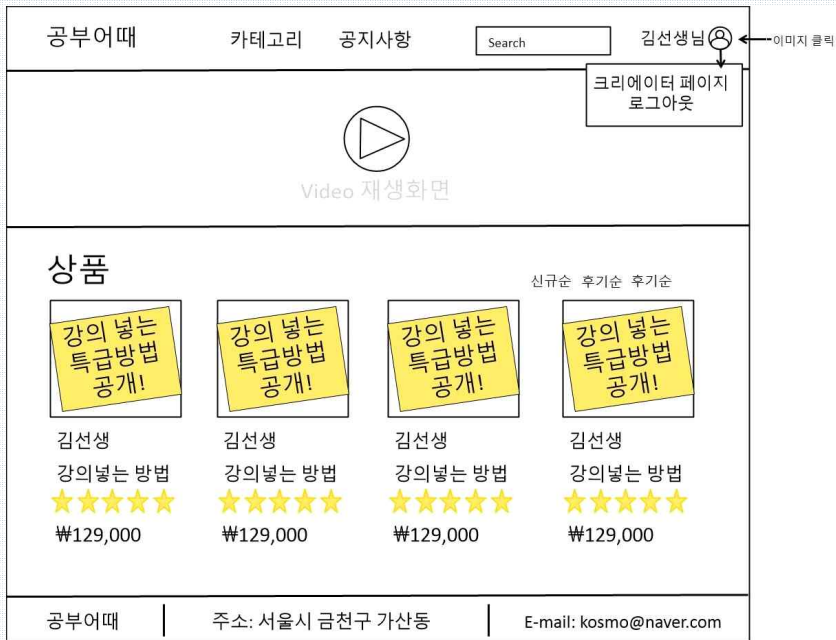 공부어때 카테고리 공지사항 Search 김선생님 이미지 클릭
크리에이터 페이지
로그아웃
Video 재생화면
상품
신규순 후기순 후기순
강의 넣는 강의 넣는 강의 넣는 강의 넣는
특급방법 특급방법 특급방법 특급방법
공개! 공개! 공개! 공개!
김선생 김선생 김선생 김선생
강의넣는 방법 강의넣는 방법 강의넣는 방법 강의넣는 방법
₩129,000 ₩129,000 ₩129,000 ₩129,000
공부어때 주소: 서울시 금천구 가산동 E-mail: kosmo@naver.com